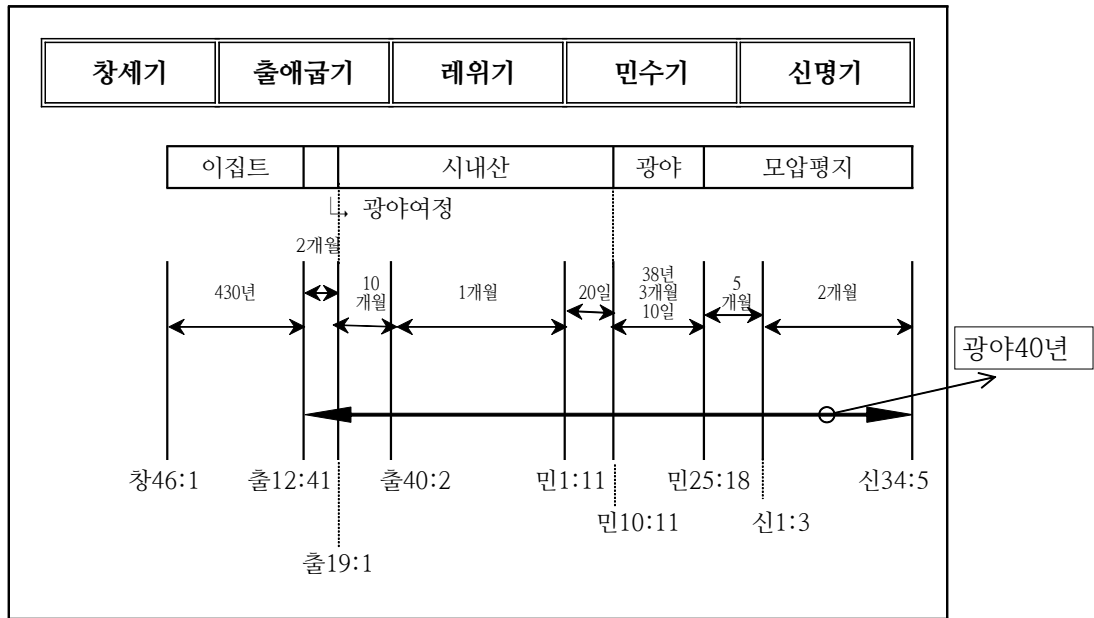 창세기 출애굽기 레위기 민수기 신명기
이집트 시내산 광야 모압평지
광야여정
2개월
430년
10
개월
1개월
20일
38년
3개월
10일
5
개월
2개월
광야40년
창46:1 출12:41 출40:2 민1:11 민25:18 신34:5
민10:11 신1:3
출19:1